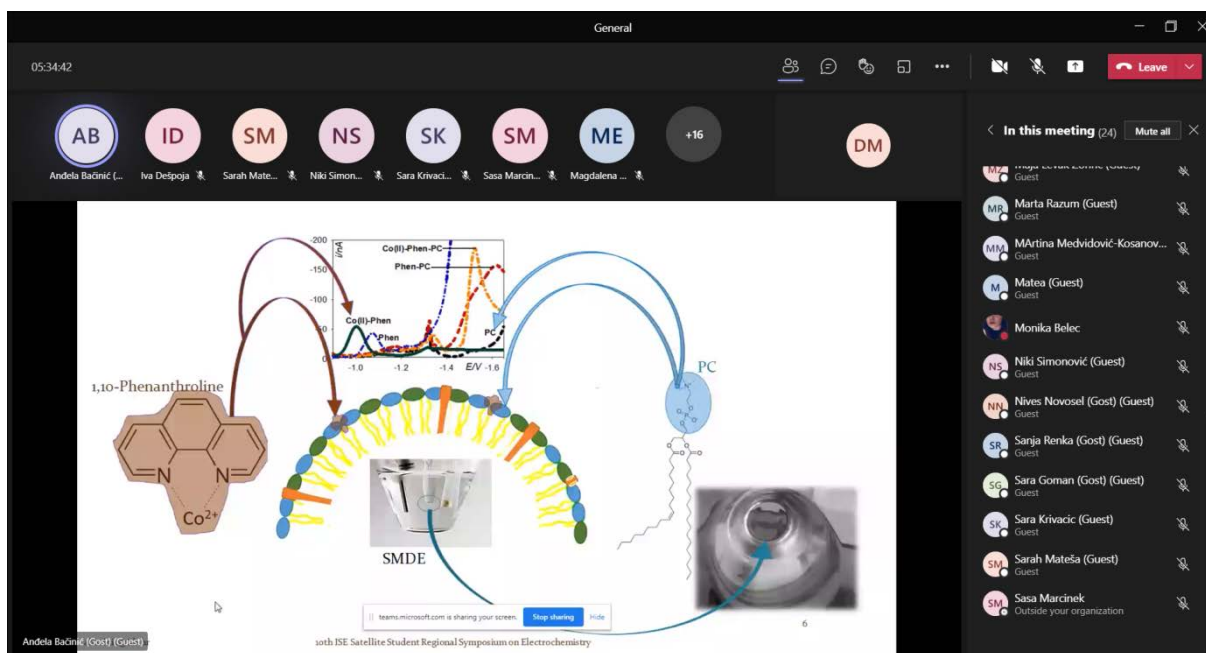 General
05:34:42
Leave
AB
ID
SM
NS
SK
SM
ME
+16
DM
Anđela Bačinić (...
Iva Dešpoja
Sarah Mate...
Niki Simon...
Sara Krivaci...
Sasa Marcin...
Magdalena ...
In this meeting (24)
Mute all
MZ
Guest
MR
Marta Razum (Guest)
Guest
MM
MArtina Medvidović-Kosanov...
Guest
M
Matea (Guest)
Guest
Monika Belec
NS
Niki Simonović (Guest)
Guest
NN
Nives Novosel (Gost) (Guest)
Guest
SR
Sanja Renka (Gost) (Guest)
Guest
SG
Sara Goman (Gost) (Guest)
Guest
SK
Sara Krivacic (Guest)
Guest
SM
Sarah Mateša (Guest)
Guest
SM
Sasa Marcinek
Outside your organization
-200
-150
-100
-50
0
i/nA
Co(II)-Phen-PC
Phen-PC
Co(II)-Phen
Phen
PC
-1.0
-1.2
-1.4
E/V
-1.6
1,10-Phenanthroline
N
N
Co2+
PC
SMDE
teams.microsoft.com is sharing your screen.
Stop sharing
Hide
6
Anđela Bačinić (Gost) (Guest)
10th ISE Satellite Student Regional Symposium on Electrochemistry